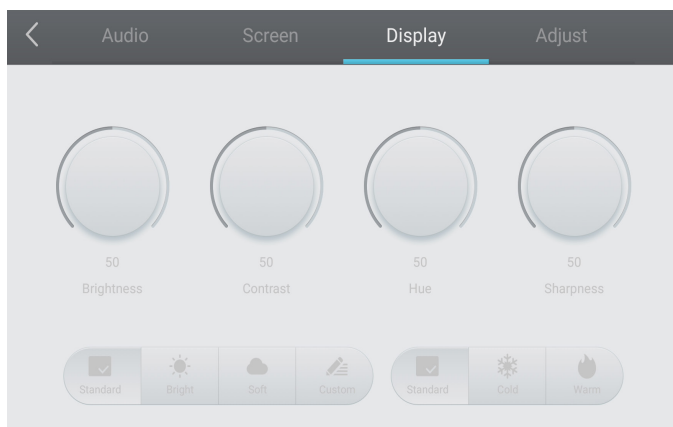 Audio Screen Display Adjust
50 50 50 50
Brightness Contrast Hue Sharpness
Standard Bright Soft Custom Standard Cold Warm